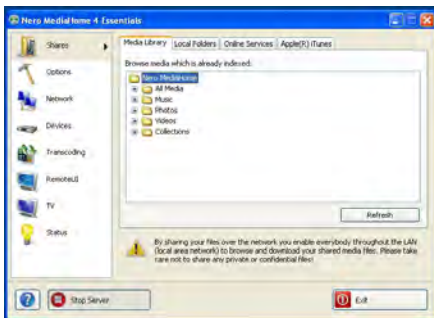 Nero MediaHome 4 Essentials
Shares
Options
Network
Devices
Transcoding
RemoteUI
TV
Status
Media Library
Local Folders
Online Services
Apple(R) iTunes
Browse media which is already indexed:
Nero MediaHome
All Media
Music
Photos
Videos
Collections
Refresh
By sharing your files over the network you enable everybody throughout the LAN
(local area network) to browse and download your shared media files. Please take
care not to share any private or confidential files!
Stop Server
Exit